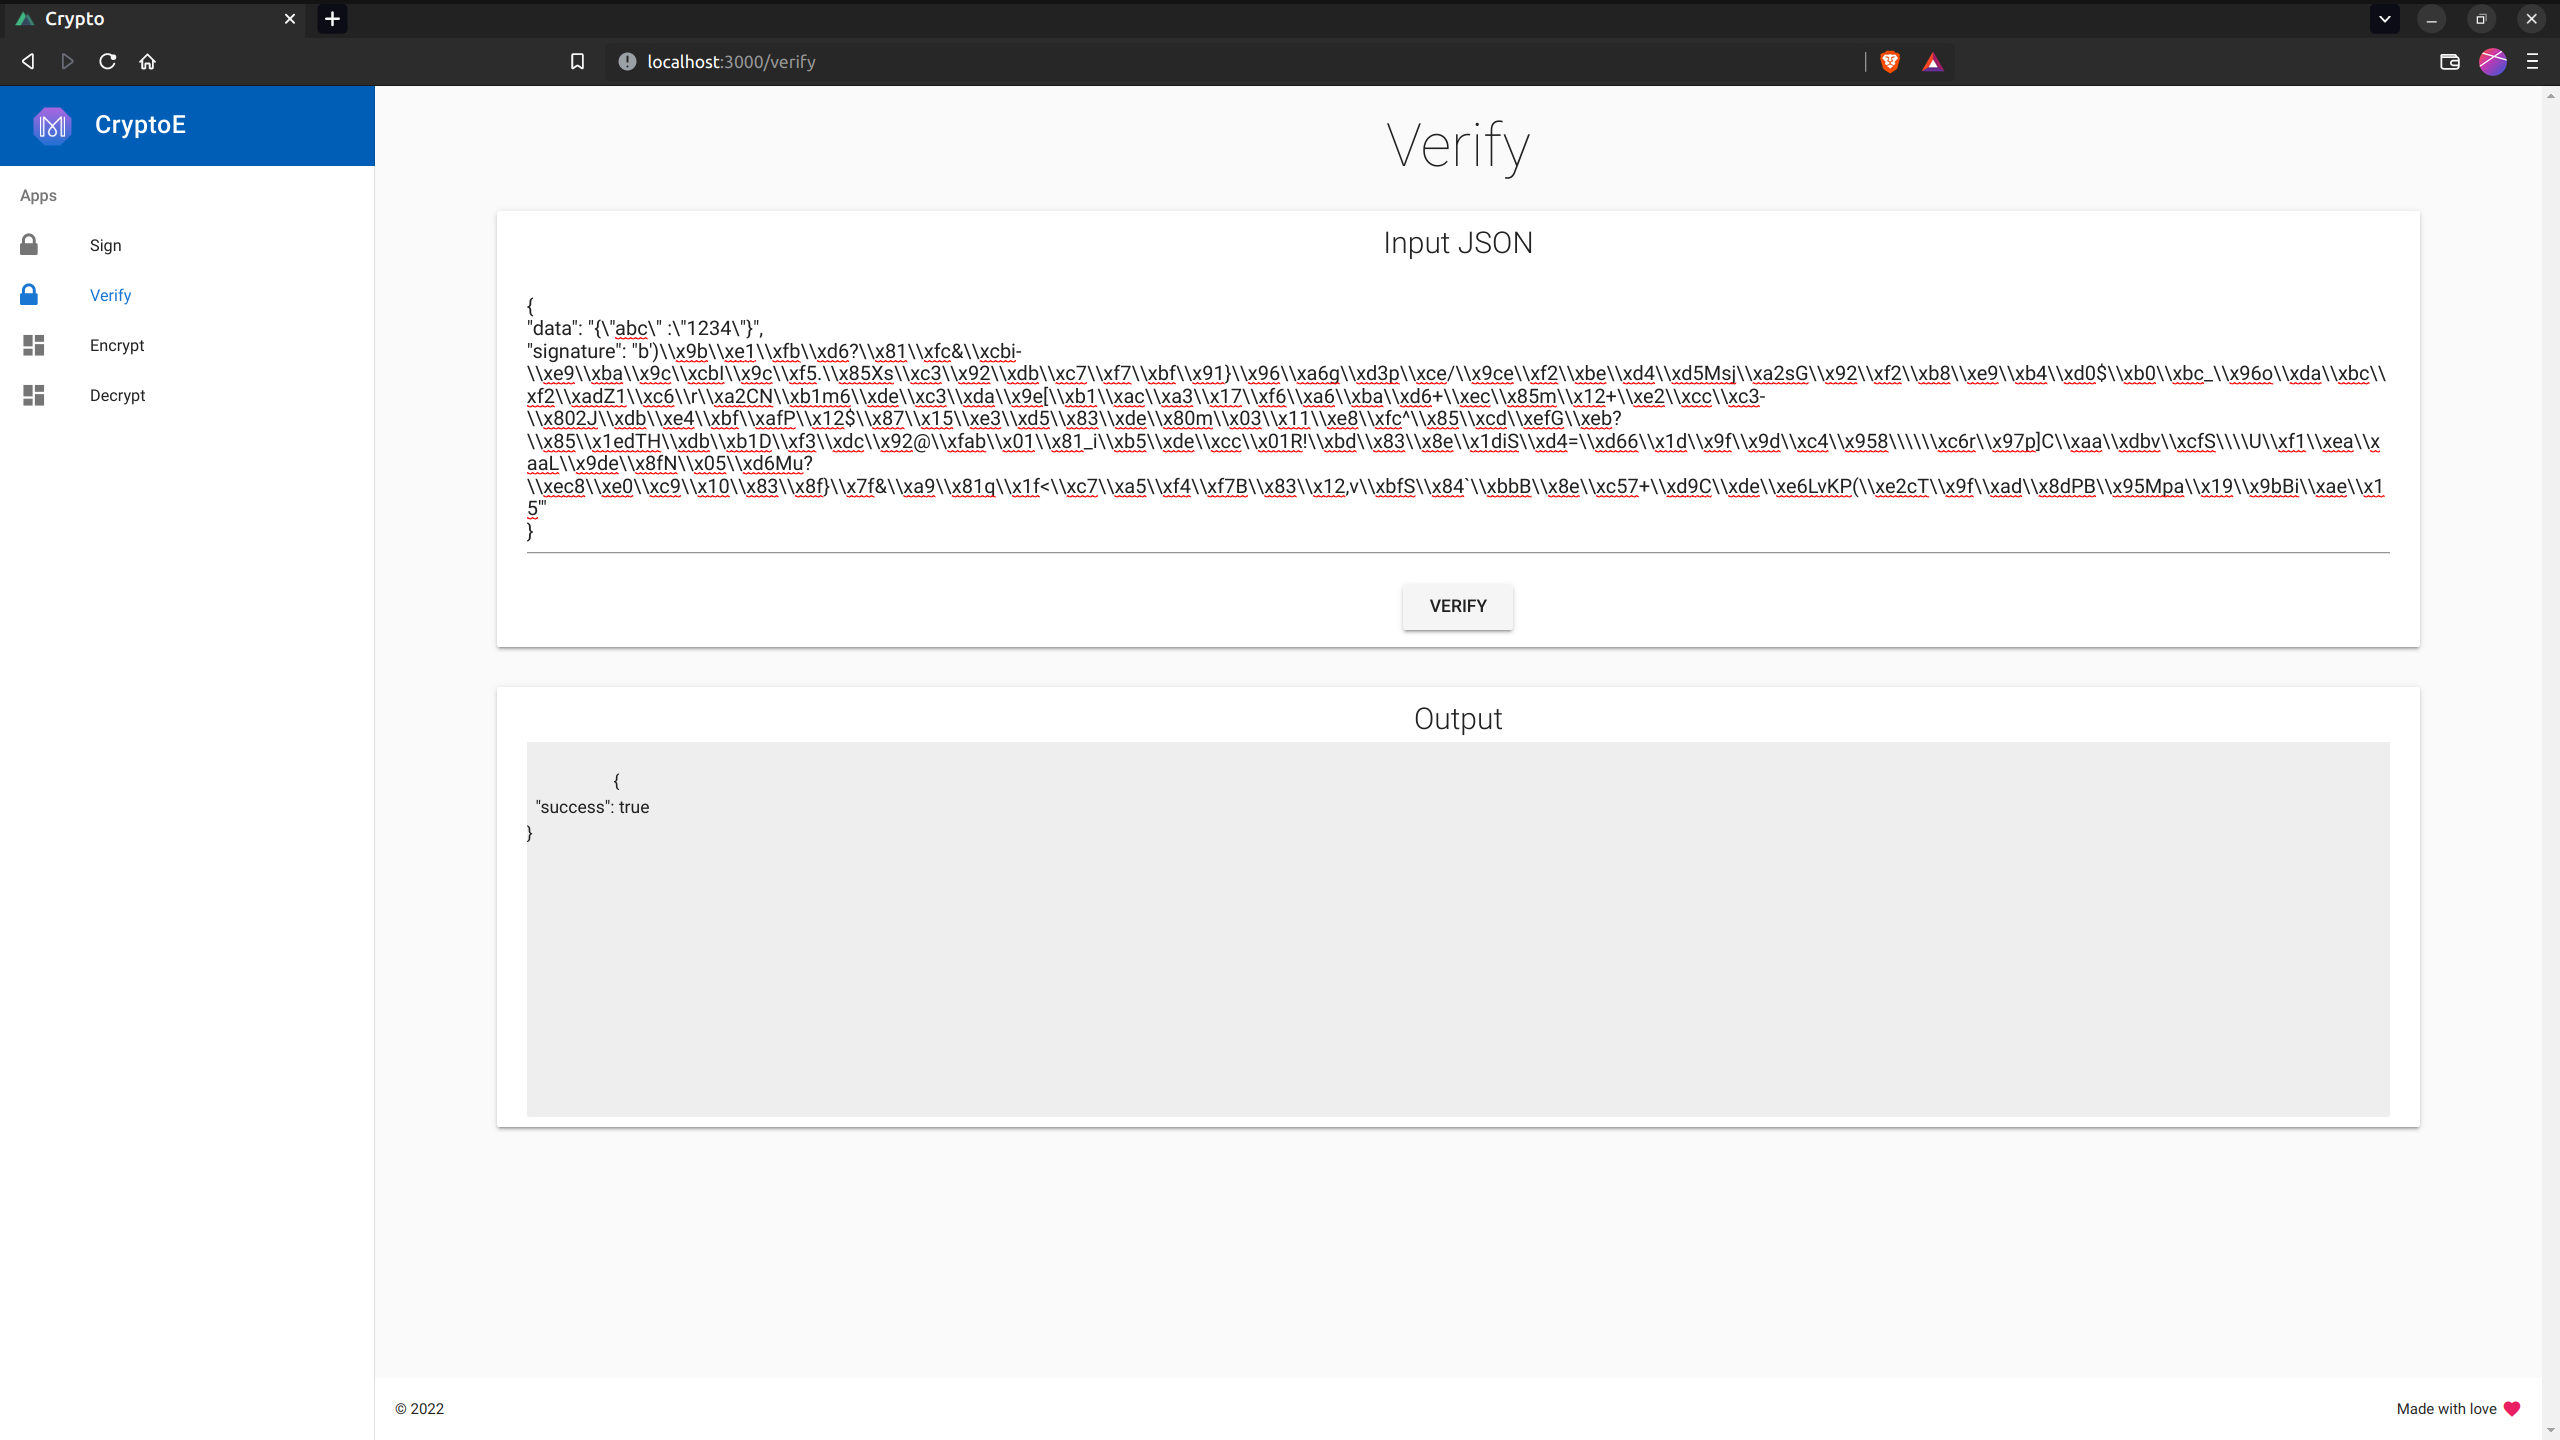 Crypto
localhost:3000/verify
CryptoE
Apps
Sign
Verify
Encrypt
Decrypt
Verify
Input JSON
{
"data": "{\"abc\" :\"1234\"}",
"signature": "b')\\x9b\\xe1\\xfb\\xd6?\\x81\\xfc&\\xcbi-
\\xe9\\xba\\x9c\\xcbI\\x9c\\xf5.\\x85Xs\\xc3\\x92\\xdb\\xc7\\xf7\\xbf\\x91}\\x96\\xa6g\\xd3p\\xce/\\x9ce\\xf2\\xbe\\xd4\\xd5Msj\\xa2sG\\x92\\xf2\\xb8\\xe9\\xb4\\xd0$\\xb0\\xbc_\\x96o\\xda\\xbc\\
xf2\\xadZ1\\xc6\\r\\xa2CN\\xb1m6\\xde\\xc3\\xda\\x9e[\\xb1\\xac\\xa3\\x17\\xf6\\xa6\\xba\\xd6+\\xec\\x85m\\x12+\\xe2\\xcc\\xc3-
\\x802J\\xdb\\xe4\\xbf\\xafP\\x12$\\x87\\x15\\xe3\\xd5\\x83\\xde\\x80m\\x03\\x11\\xe8\\xfc^\\x85\\xcd\\xefG\\xeb?
\\x85\\x1edTH\\xdb\\xb1D\\xf3\\xdc\\x92@\\xfab\\x01\\x81_i\\xb5\\xde\\xcc\\x01R!\\xbd\\x83\\x8e\\x1diS\\xd4=\\xd66\\x1d\\x9f\\x9d\\xc4\\x958\\\\\\xc6r\\x97p]C\\xaa\\xdbv\\xcfS\\\\U\\xf1\\xea\\x
aaL\\x9de\\x8fN\\x05\\xd6Mu?
\\xec8\\xe0\\xc9\\x10\\x83\\x8f}\\x7f&\\xa9\\x81q\\x1f<\\xc7\\xa5\\xf4\\xf7B\\x83\\x12,v\\xbfS\\x84`\\xbbB\\x8e\\xc57+\\xd9C\\xde\\xe6LvKP(\\xe2cT\\x9f\\xad\\x8dPB\\x95Mpa\\x19\\x9bBi\\xae\\x1
5'"
}
VERIFY
Output
{
"success": true
}
© 2022
Made with love